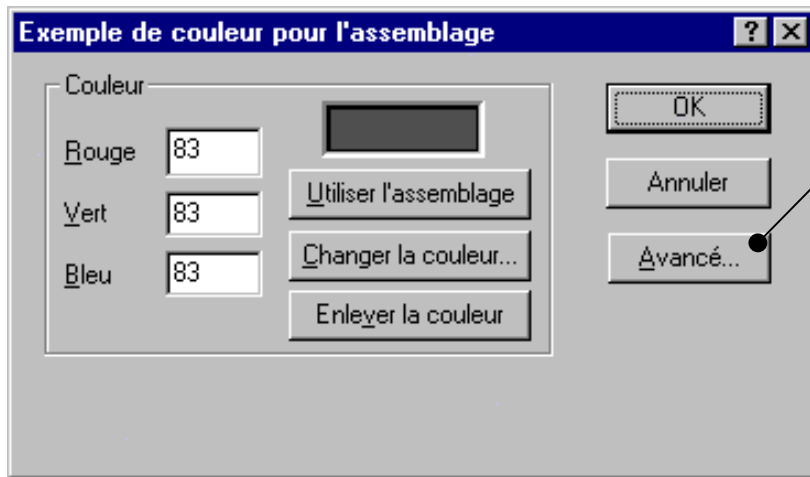 Exemple de couleur pour l'assemblage
Couleur
Rouge 83
Vert 83
Bleu 83
Utiliser l'assemblage
Changer la couleur...
Enlever la couleur
OK
Annuler
Avancé...